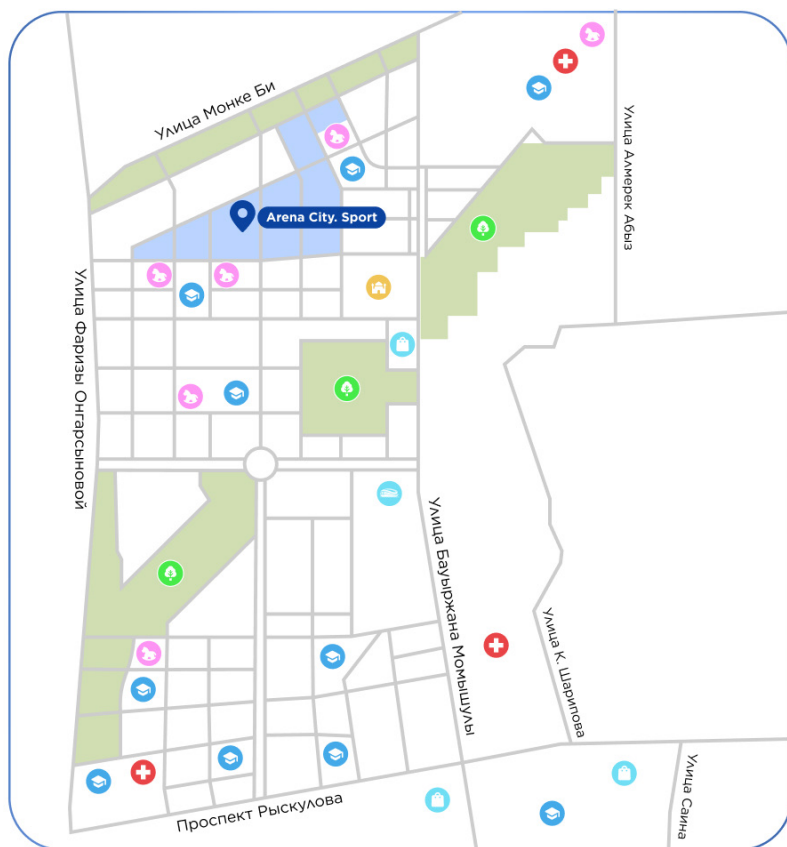 Улица Монке Би
Улица Алмерек Абыз
Arena City. Sport
Улица Фаризы Онгарсыновой
Улица Бауыржана Момышулы
Улица К. Шарипова
Улица Саина
Проспект Рыскулова